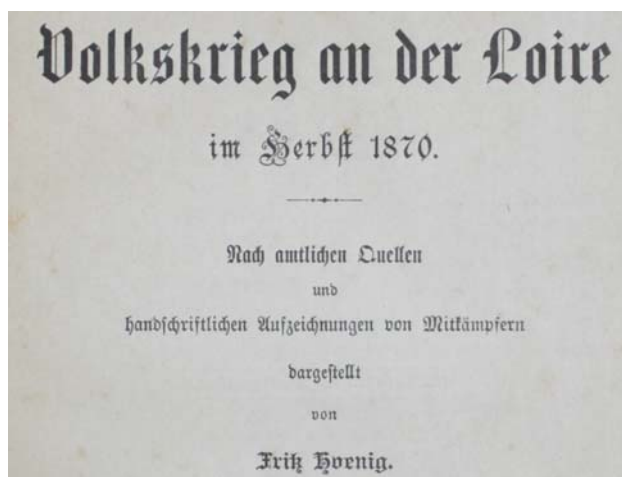 Volkskrieg an der Loire
im Herbst 1870.
Nach amtlichen Quellen
und
handschriftlichen Aufzeichnungen von Mitkämpfern
dargestellt
von
Fritz Hoenig.